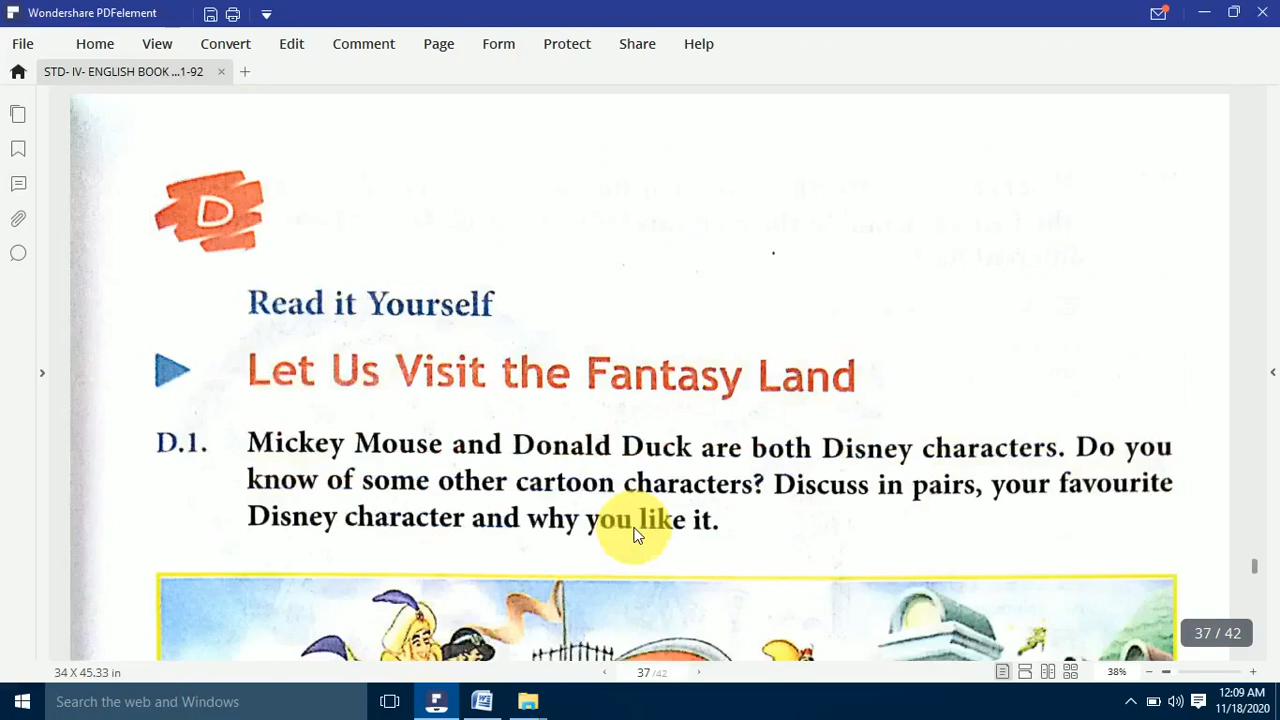 Wondershare PDFelement
File Home View Convert Edit Comment Page Form Protect Share Help
STD- IV- ENGLISH BOOK ...1-92 × +
D
Read it Yourself
Let Us Visit the Fantasy Land
D.1. Mickey Mouse and Donald Duck are both Disney characters. Do you
know of some other cartoon characters? Discuss in pairs, your favourite
Disney character and why you like it.
37 / 42
34 X 45.33 in 37 /42 38%
Search the web and Windows
12:09 AM
11/18/2020